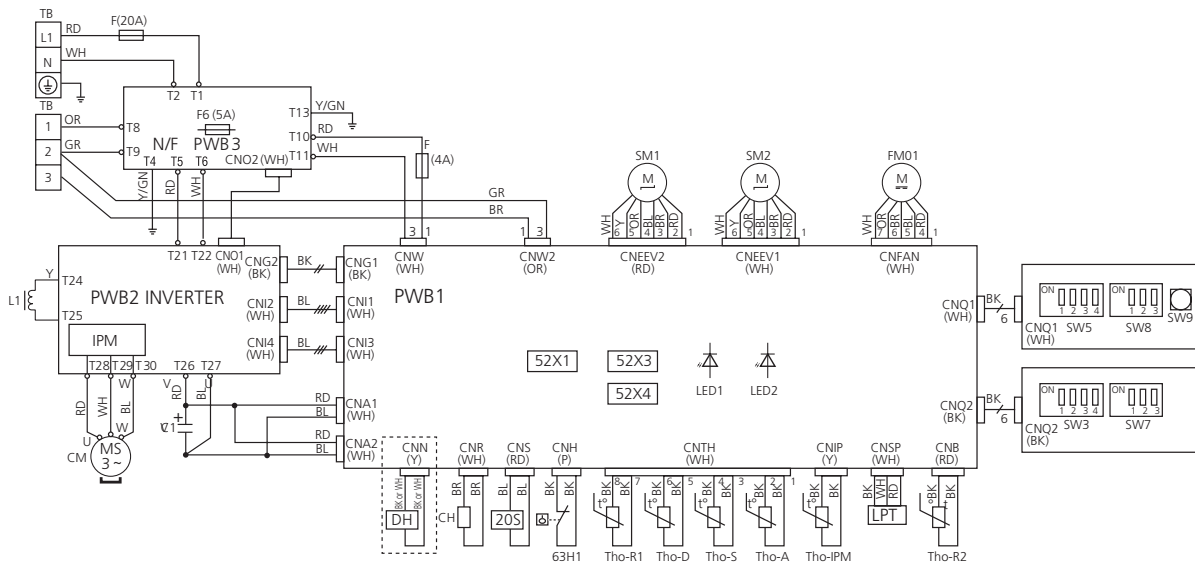 TB
L1
RD
F(20A)
N
WH
T2
T1
TB
1
OR
2
GR
3
T8
T9
F6 (5A)
N/F PWB3
T4
T5
T6
CNO2 (WH)
T13
T10
T11
Y/GN
RD
WH
F
(4A)
Y/GN
RD
WH
GR
BR
SM1
M
WH
Y
OR
BL
BR
RD
6
5
4
3
2
1
SM2
M
WH
Y
OR
BL
BR
RD
6
5
4
3
2
1
FM01
M
WH
OR
BR
BL
RD
7
6
5
4
1
3
1
CNW
(WH)
1
3
CNW2
(OR)
CNEEV2
(RD)
CNEEV1
(WH)
CNFAN
(WH)
T21
T22
CNO1
(WH)
CNG2
(BK)
BK
CNG1
(BK)
Y
T24
L1
T25
PWB2 INVERTER
CNI2
(WH)
BL
CNI1
(WH)
PWB1
IPM
CNI4
(WH)
BL
CNI3
(WH)
T28
T29
T30
T26
T27
W
V
U
RD
WH
BL
RD
BL
U
W
CM
MS
3 ~
+
C1
V
RD
BL
CNA1
(WH)
RD
BL
CNA2
(WH)
52X1
52X3
52X4
LED1
LED2
CNQ1
(WH)
BK
6
CNQ1
(WH)
ON
1 2 3 4
SW5
ON
1 2 3
SW8
SW9
CNQ2
(BK)
BK
6
CNQ2
(BK)
ON
1 2 3 4
SW3
ON
1 2 3
SW7
CNN
(Y)
BK or WH
BK or WH
DH
CNR
(WH)
BR
BR
CH
CNS
(RD)
BL
BL
20S
CNH
(P)
BK
BK
63H1
CNTH
(WH)
8
7
6
5
4
3
2
1
BK
BK
t°
Tho-R1
BK
BK
t°
Tho-D
BK
BK
t°
Tho-S
BK
BK
t°
Tho-A
CNIP
(Y)
BK
BK
t°
Tho-IPM
CNSP
(WH)
BK
WH
RD
LPT
CNB
(RD)
BK
BK
t°
Tho-R2